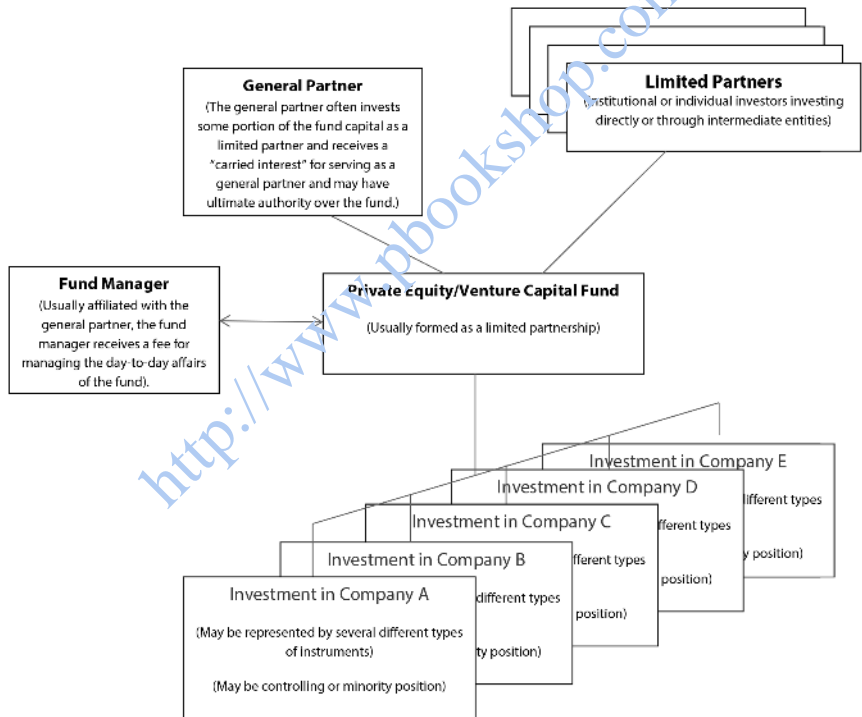 General Partner
(The general partner often invests
some portion of the fund capital as a
limited partner and receives a
"carried interest" for serving as a
general partner and may have
ultimate authority over the fund.)
Limited Partners
(Institutional or individual investors investing
directly or through intermediate entities)
Fund Manager
(Usually affiliated with the
general partner, the fund
manager receives a fee for
managing the day-to-day affairs
of the fund).
Private Equity/Venture Capital Fund
(Usually formed as a limited partnership)
Investment in Company E
different types
y position)
Investment in Company D
fferent types
position)
Investment in Company C
fferent types
position)
Investment in Company B
different types
ty position)
Investment in Company A
(May be represented by several different types
of instruments)
(May be controlling or minority position)
http://www.pbookshop.com